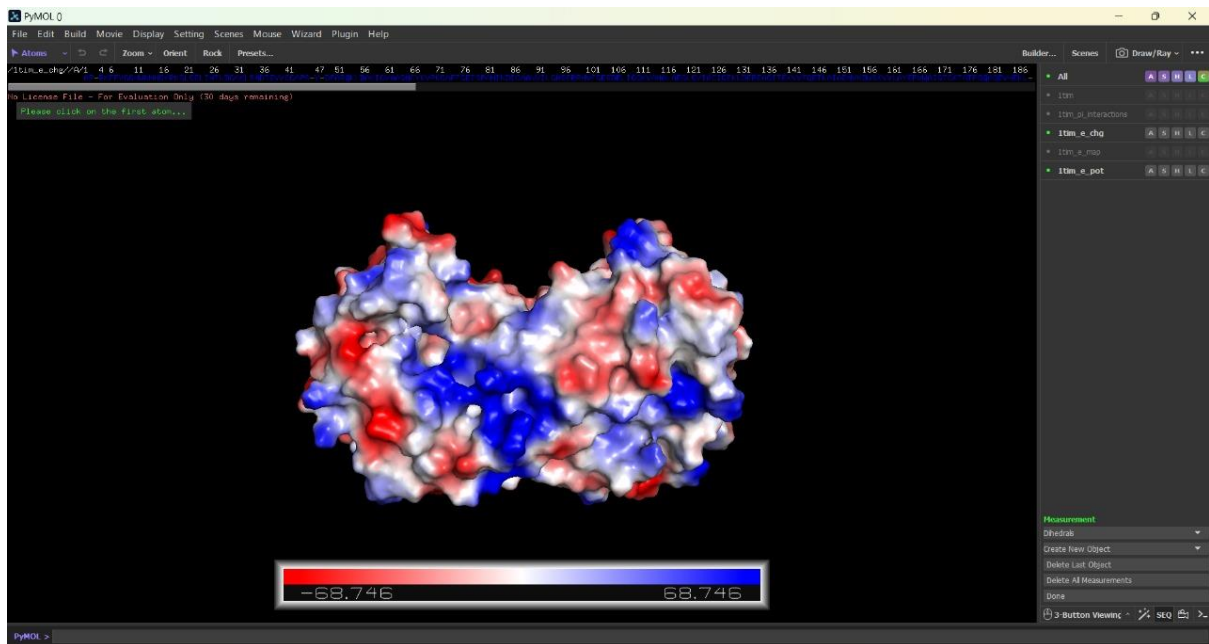 PyMOL ()
File Edit Build Movie Display Setting Scenes Mouse Wizard Plugin Help
Atoms Zoom Orient Rock Presets... Builder... Scenes Draw/Ray
/1tim_e_chg//A/1 4 6 11 16 21 26 31 36 41 47 51 56 61 66 71 76 81 86 91 96 101 106 111 116 121 126 131 136 141 146 151 156 161 166 171 176 181 186
No License File - For Evaluation Only (30 days remaining)
Please click on the first atom...
All A S H L C
1tim
1tim_pi_interactions
1tim_e_chg A S H L C
1tim_e_map
1tim_e_pot A S H L C
-68.746 68.746
Measurement
Dihedrals
Create New Object
Delete Last Object
Delete All Measurements
Done
3-Button Viewing SEQ
PyMOL >